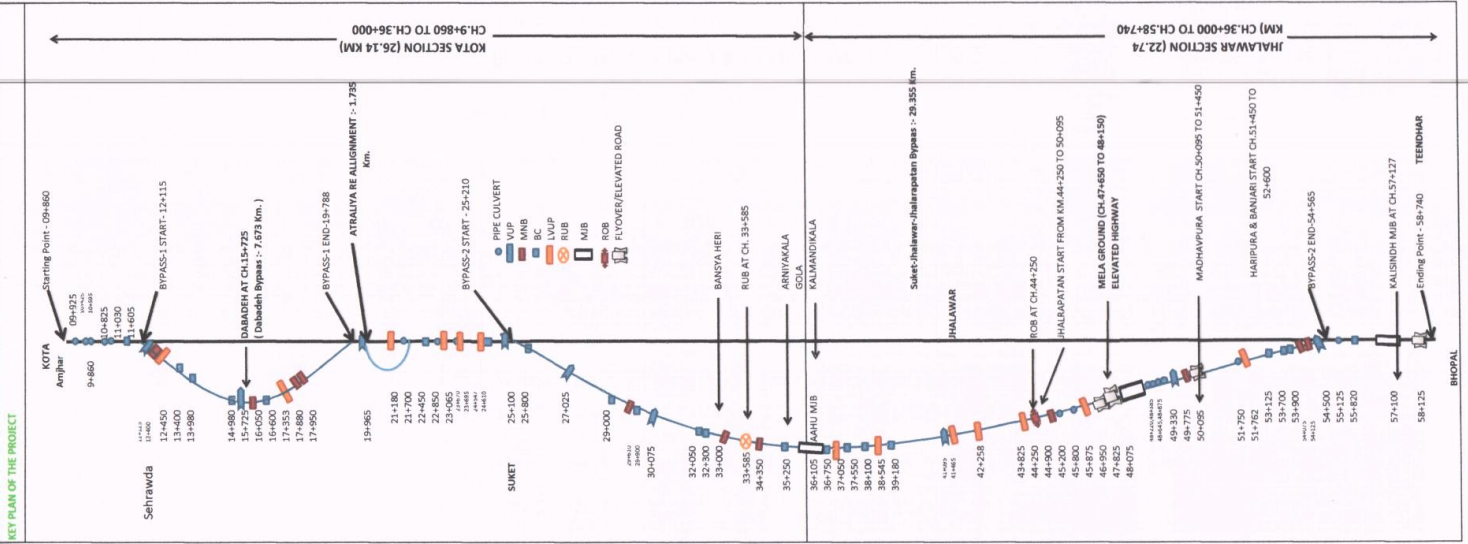 KEY PLAN OF THE PROJECT
KOTA SECTION (26.14 KM)
CH.9+860 TO CH.36+000
JHALAWAR SECTION (22.74
KM) CH.36+000 TO CH.58+740
KOTA
Amjhar
Starting Point - 09+860
BYPASS-1 START- 12+115
DABADEH AT CH.15+725
( Dabadeh Bypaas :- 7.673 Km. )
BYPASS-1 END-19+788
ATRALIYA RE ALLIGNMENT :- 1.735
Km.
BYPASS-2 START - 25+210
PIPE CULVERT
VUP
MNB
BC
LVUP
RUB
MJB
ROB
FLYOVER/ELEVATED ROAD
BANSYA HERI
RUB AT CH. 33+585
ARNIYAKALA
GOLA
KALMANDIKALA
Suket-Jhalawar-Jhalarapatan Bypaas :- 29.355 Km.
JHALAWAR
ROB AT CH.44+250
JHALRAPATAN START FROM KM.44+250 TO 50+095
MELA GROUND (CH.47+650 TO 48+150)
ELEVATED HIGHWAY
MADHAVPURA START CH.50+095 TO 51+450
HARIPURA & BANJARI START CH.51+450 TO
52+600
BYPASS-2 END-54+565
KALISINDH MJB AT CH.57+127
Ending Point - 58+740
TEENDHAR
BHOPAL
09+925
10+825
11+030
11+605
9+860
12+450
13+400
13+980
14+980
15+725
16+050
16+600
17+353
17+880
17+950
19+965
21+180
21+700
22+450
22+850
23+065
25+100
25+800
27+025
29+000
30+075
32+050
32+300
33+000
33+585
34+350
35+250
36+105
AAHU MJB
36+750
37+050
37+550
38+100
38+545
39+180
41+465
42+258
43+825
44+250
44+900
45+200
45+800
45+875
46+950
47+825
48+075
49+330
49+775
50+095
51+750
51+762
53+125
53+700
53+900
54+500
55+125
55+820
57+100
58+125
Sehrawda
SUKET